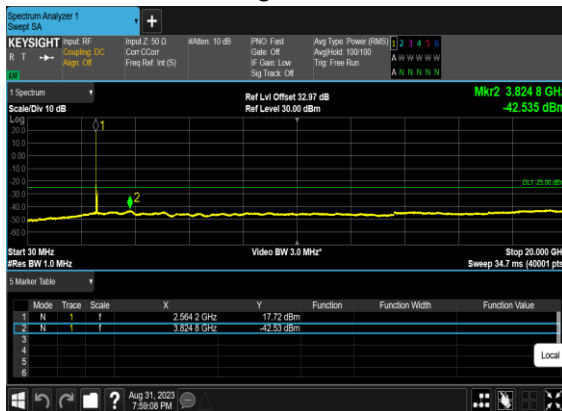 Spectrum Analyzer 1
Swept SA
+
KEYSIGHT Input: RF Input Z: 50 Ω #Atten: 10 dB PNO: Fast Avg Type: Power (RMS) 1 2 3 4 5 6
R T Coupling: DC Corr CCorr Gate: Off Avg|Hold: 100/100 A W W W W W
Align: Off Freq Ref: Int (S) IF Gain: Low Trig: Free Run
Sig Track: Off A N N N N N
1 Spectrum Ref Lvl Offset 32.97 dB Mkr2 3.824 8 GHz
Scale/Div 10 dB Ref Level 30.00 dBm -42.535 dBm
Log
20.0 1
10.0
0.00
-10.0
-20.0 DL1 -25.00 dBm
-30.0
-40.0 2
-50.0
-60.0
Start 30 MHz Video BW 3.0 MHz* Stop 20.000 GHz
#Res BW 1.0 MHz Sweep 34.7 ms (40001 pts)
5 Marker Table
Mode Trace Scale X Y Function Function Width Function Value
1 N 1 f 2.564 2 GHz 17.72 dBm
2 N 1 f 3.824 8 GHz -42.53 dBm
3
4
5
6
Local
? Aug 31, 2023
7:59:08 PM